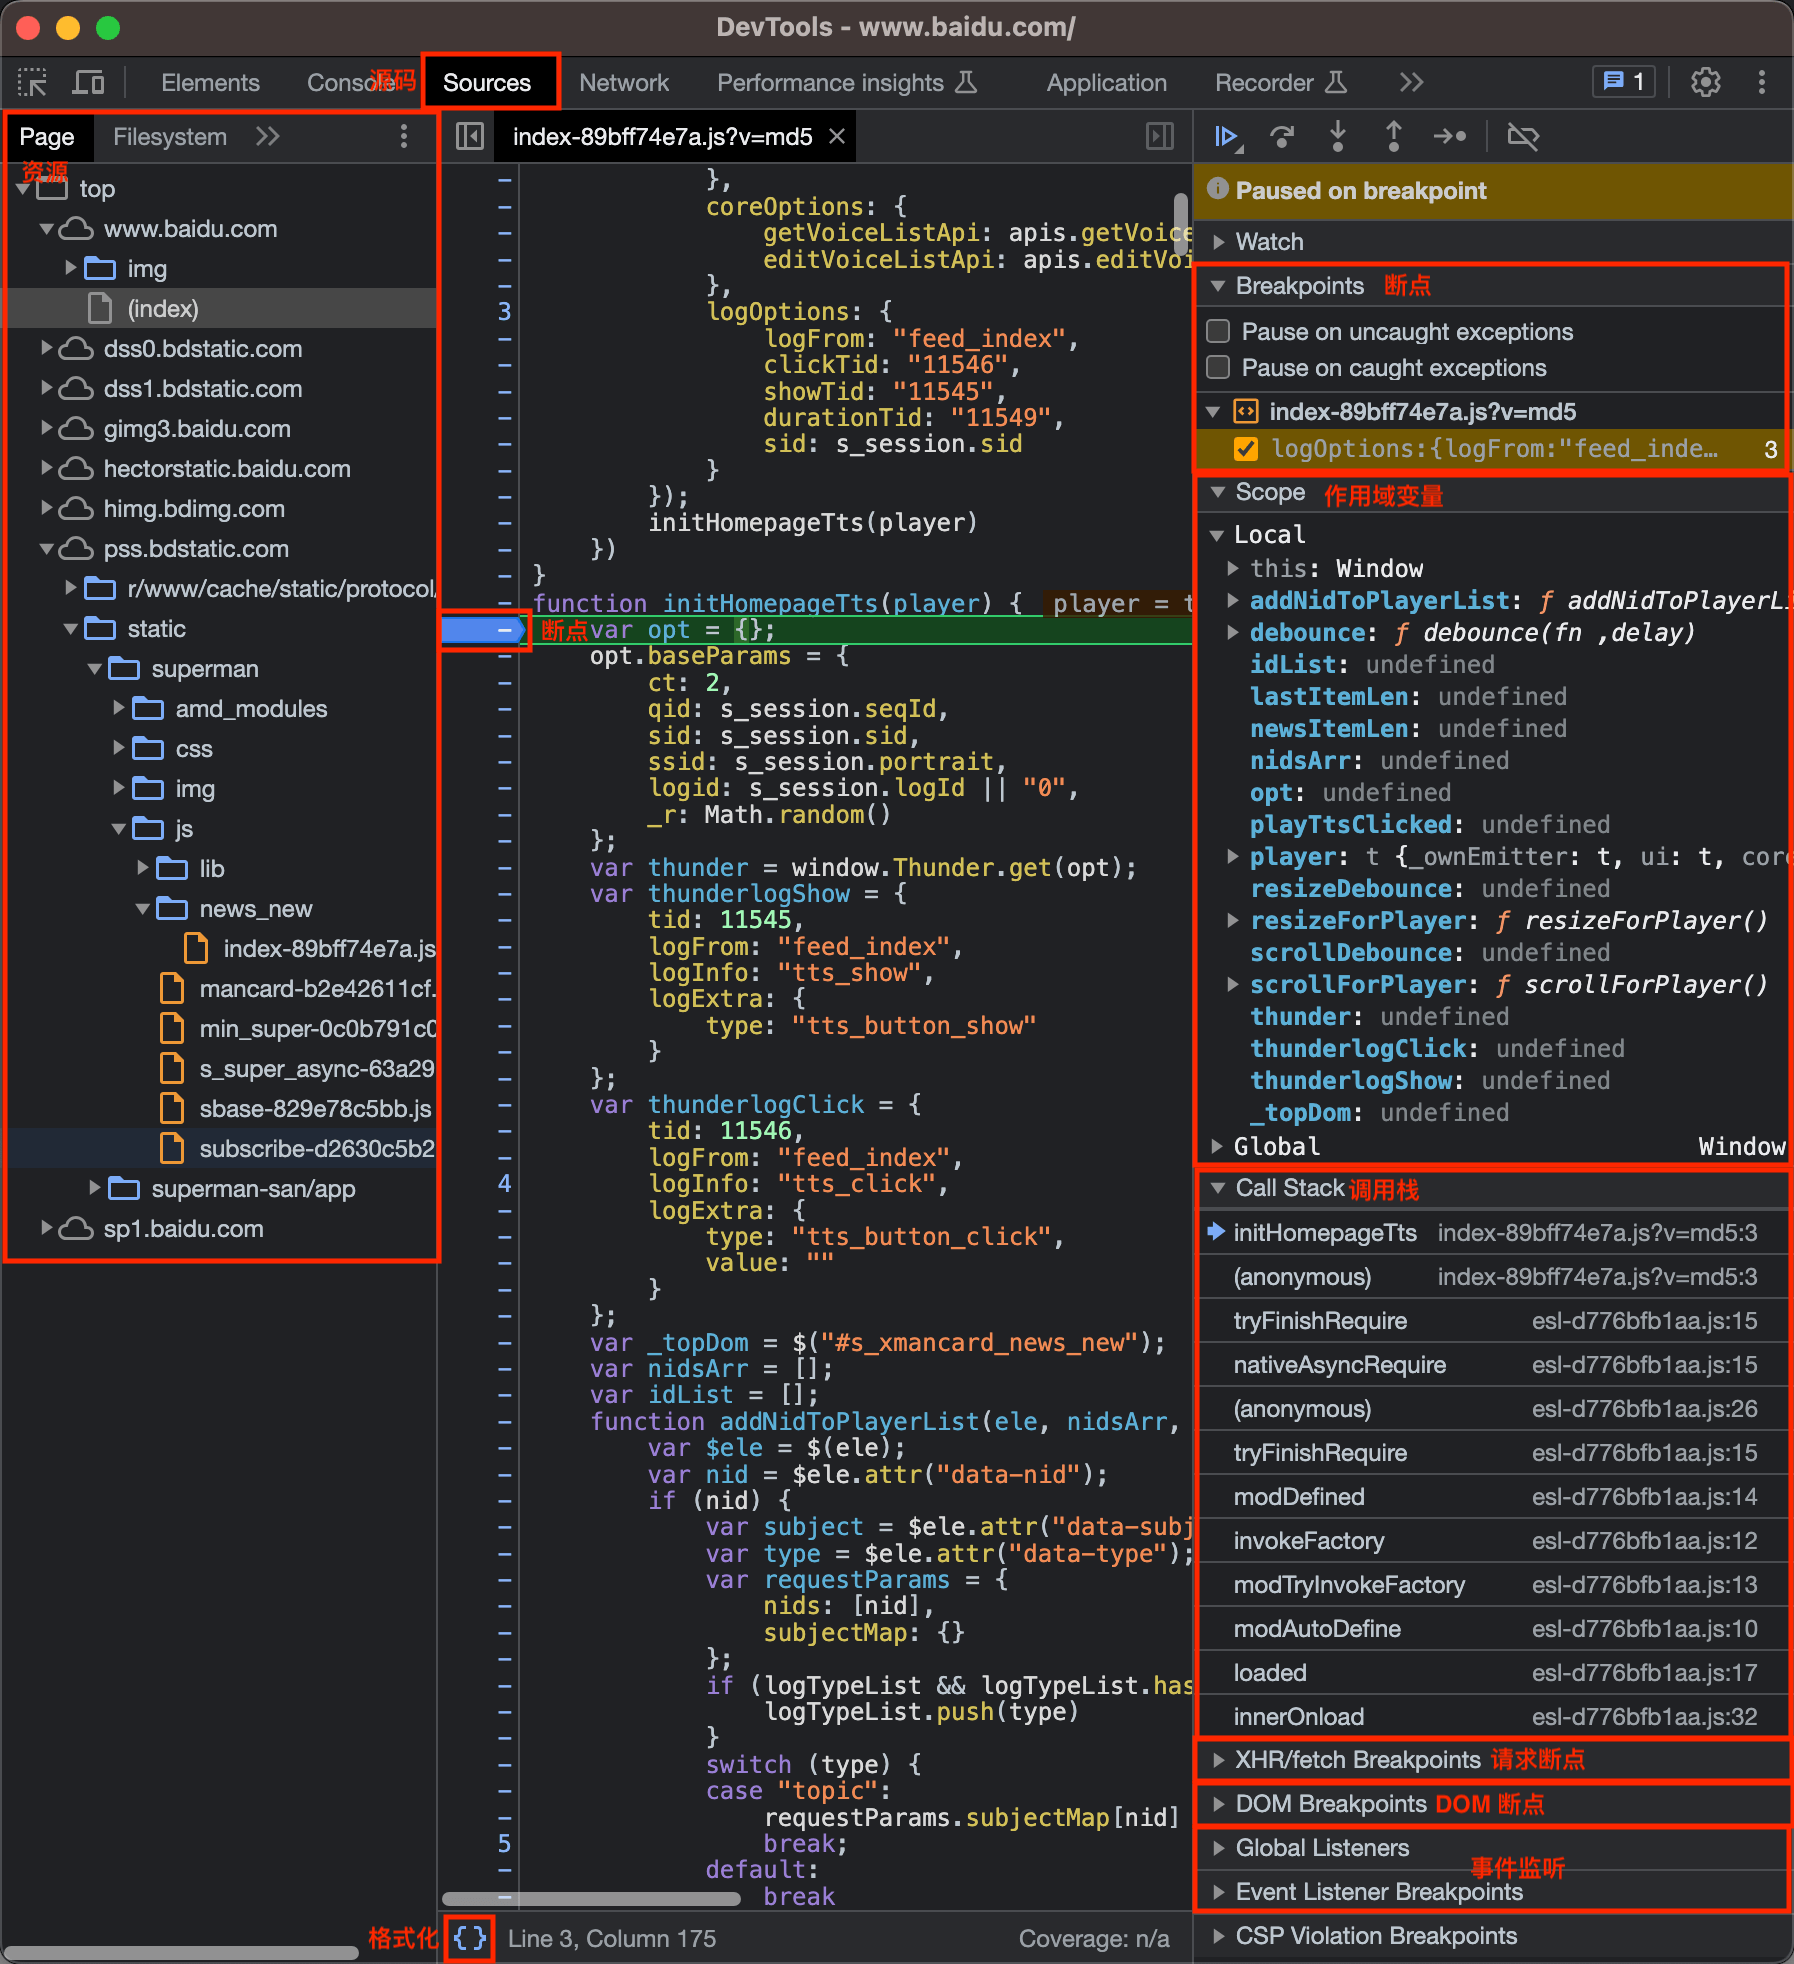 DevTools - www.baidu.com/
Elements
Console
源码
Sources
Network
Performance insights
Application
Recorder
1
Page
Filesystem
资源
top
www.baidu.com
img
(index)
dss0.bdstatic.com
dss1.bdstatic.com
gimg3.baidu.com
hectorstatic.baidu.com
himg.bdimg.com
pss.bdstatic.com
r/www/cache/static/protocol/
static
superman
amd_modules
css
img
js
lib
news_new
index-89bff74e7a.js
mancard-b2e42611cf.
min_super-0c0b791c0
s_super_async-63a29
sbase-829e78c5bb.js
subscribe-d2630c5b2
superman-san/app
sp1.baidu.com
index-89bff74e7a.js?v=md5
},
coreOptions: {
getVoiceListApi: apis.getVoice
editVoiceListApi: apis.editVoi
},
3 logOptions: {
logFrom: "feed_index",
clickTid: "11546",
showTid: "11545",
durationTid: "11549",
sid: s_session.sid
}
});
initHomepageTts(player)
})
}
function initHomepageTts(player) { player = t
断点 var opt = {};
opt.baseParams = {
ct: 2,
qid: s_session.seqId,
sid: s_session.sid,
ssid: s_session.portrait,
logid: s_session.logId || "0",
_r: Math.random()
};
var thunder = window.Thunder.get(opt);
var thunderlogShow = {
tid: 11545,
logFrom: "feed_index",
logInfo: "tts_show",
logExtra: {
type: "tts_button_show"
}
};
var thunderlogClick = {
tid: 11546,
logFrom: "feed_index",
4 logInfo: "tts_click",
logExtra: {
type: "tts_button_click",
value: ""
}
};
var _topDom = $("#s_xmancard_news_new");
var nidsArr = [];
var idList = [];
function addNidToPlayerList(ele, nidsArr,
var $ele = $(ele);
var nid = $ele.attr("data-nid");
if (nid) {
var subject = $ele.attr("data-subj
var type = $ele.attr("data-type");
var requestParams = {
nids: [nid],
subjectMap: {}
};
if (logTypeList && logTypeList.has
logTypeList.push(type)
}
switch (type) {
case "topic":
requestParams.subjectMap[nid]
5 break;
default:
break
格式化
{} Line 3, Column 175
Coverage: n/a
Paused on breakpoint
Watch
Breakpoints 断点
Pause on uncaught exceptions
Pause on caught exceptions
index-89bff74e7a.js?v=md5
logOptions:{logFrom:"feed_inde… 3
Scope 作用域变量
Local
this: Window
addNidToPlayerList: ƒ addNidToPlayerLi
debounce: ƒ debounce(fn ,delay)
idList: undefined
lastItemLen: undefined
newsItemLen: undefined
nidsArr: undefined
opt: undefined
playTtsClicked: undefined
player: t {_ownEmitter: t, ui: t, core
resizeDebounce: undefined
resizeForPlayer: ƒ resizeForPlayer()
scrollDebounce: undefined
scrollForPlayer: ƒ scrollForPlayer()
thunder: undefined
thunderlogClick: undefined
thunderlogShow: undefined
_topDom: undefined
Global Window
Call Stack 调用栈
initHomepageTts index-89bff74e7a.js?v=md5:3
(anonymous) index-89bff74e7a.js?v=md5:3
tryFinishRequire esl-d776bfb1aa.js:15
nativeAsyncRequire esl-d776bfb1aa.js:15
(anonymous) esl-d776bfb1aa.js:26
tryFinishRequire esl-d776bfb1aa.js:15
modDefined esl-d776bfb1aa.js:14
invokeFactory esl-d776bfb1aa.js:12
modTryInvokeFactory esl-d776bfb1aa.js:13
modAutoDefine esl-d776bfb1aa.js:10
loaded esl-d776bfb1aa.js:17
innerOnload esl-d776bfb1aa.js:32
XHR/fetch Breakpoints 请求断点
DOM Breakpoints DOM 断点
Global Listeners
事件监听
Event Listener Breakpoints
CSP Violation Breakpoints